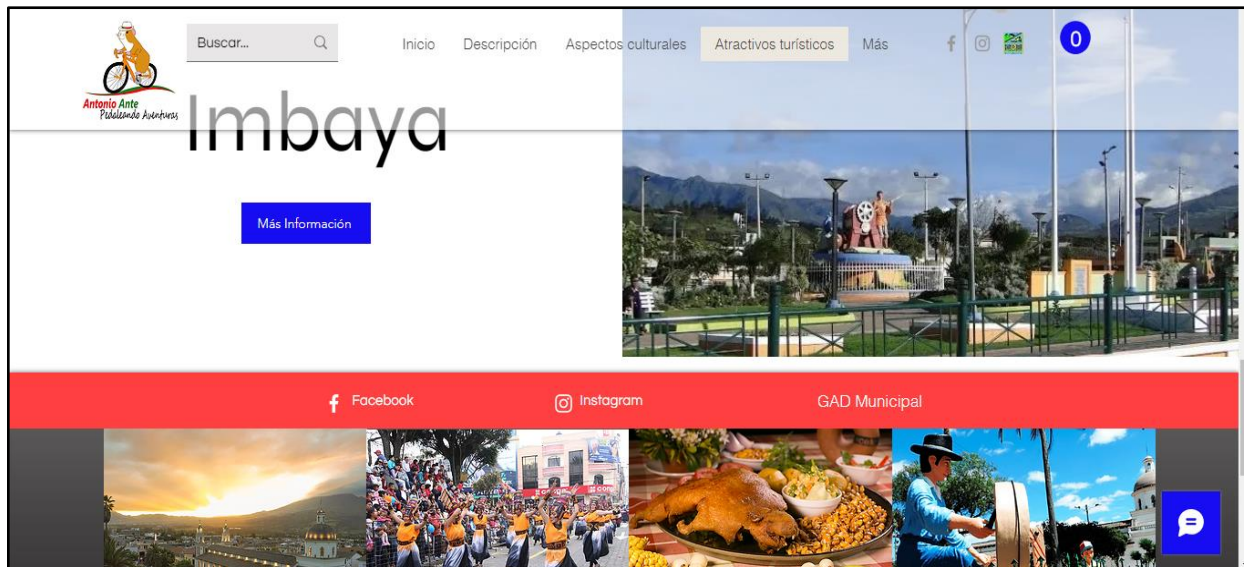 Buscar...
Inicio
Descripción
Aspectos culturales
Atractivos turísticos
Más
0
Antonio Ante
Pedaleando Aventuras
Imbaya
Más Información
Facebook
Instagram
GAD Municipal